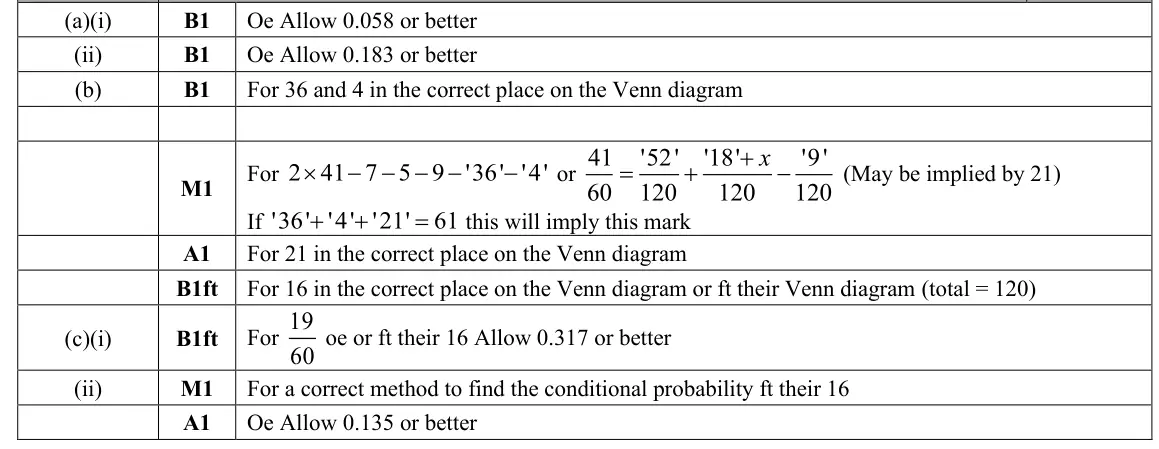 (a)(i) B1 Oe Allow 0.058 or better
(ii) B1 Oe Allow 0.183 or better
(b) B1 For 36 and 4 in the correct place on the Venn diagram
M1 For 2×41−7−5−9−'36'−'4' or 41/60 = '52'/120 + '18'+x/120 − '9'/120 (May be implied by 21)
If '36'+'4'+'21' = 61 this will imply this mark
A1 For 21 in the correct place on the Venn diagram
B1ft For 16 in the correct place on the Venn diagram or ft their Venn diagram (total = 120)
(c)(i) B1ft For 19/60 oe or ft their 16 Allow 0.317 or better
(ii) M1 For a correct method to find the conditional probability ft their 16
A1 Oe Allow 0.135 or better